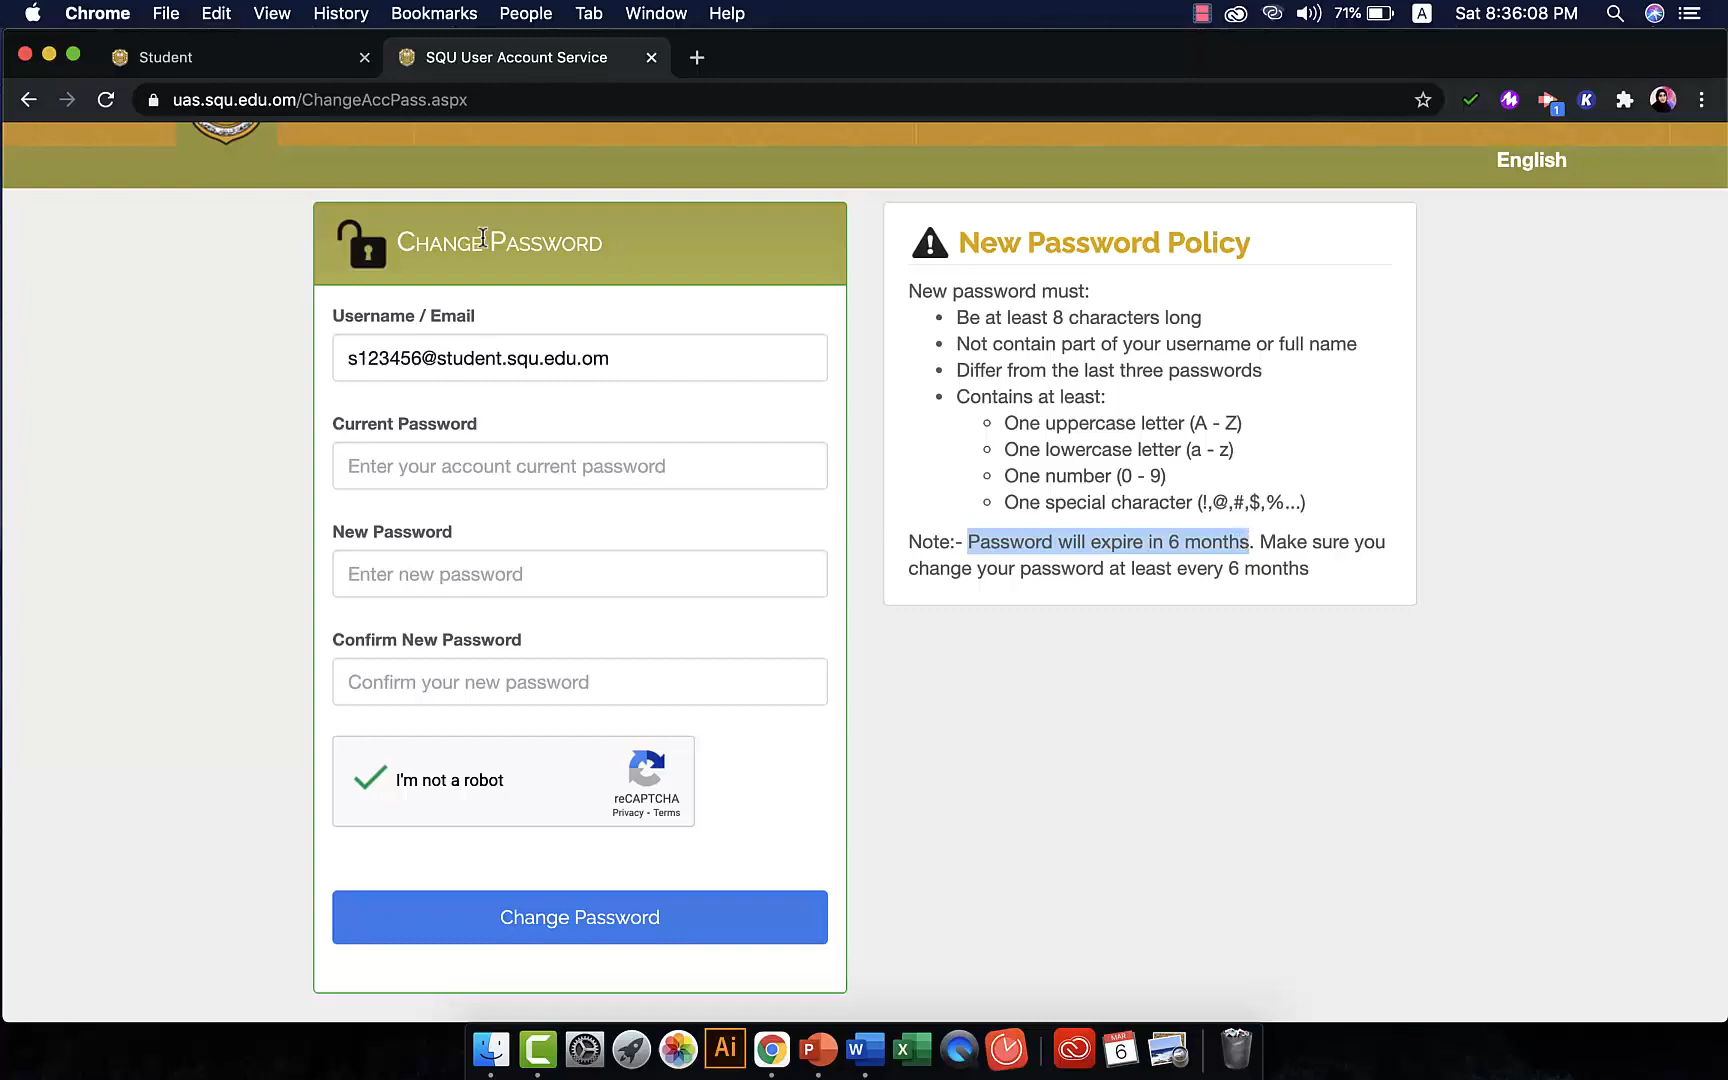 Chrome File Edit View History Bookmarks People Tab Window Help 71% A Sat 8:36:08 PM
Student SQU User Account Service
uas.squ.edu.om/ChangeAccPass.aspx 1 K
English
Change Password
Username / Email
s123456@student.squ.edu.om
Current Password
Enter your account current password
New Password
Enter new password
Confirm New Password
Confirm your new password
I'm not a robot
reCAPTCHA
Privacy - Terms
Change Password
New Password Policy
New password must:
• Be at least 8 characters long
• Not contain part of your username or full name
• Differ from the last three passwords
• Contains at least:
○ One uppercase letter (A - Z)
○ One lowercase letter (a - z)
○ One number (0 - 9)
○ One special character (!,@,#,$,%...)
Note:- Password will expire in 6 months. Make sure you
change your password at least every 6 months
Ai P W X MAR 6